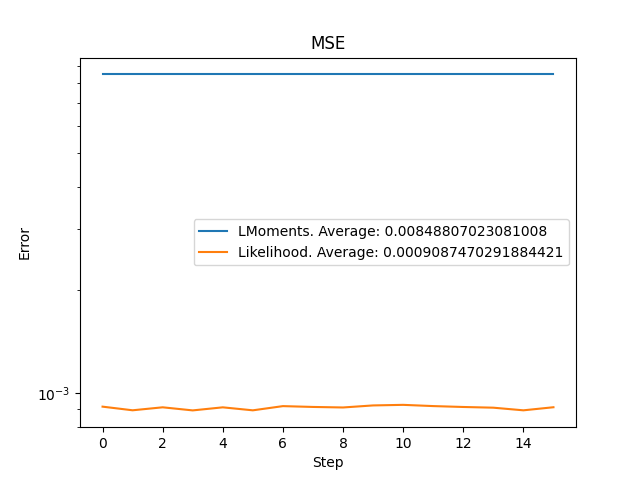 MSE
Error
LMoments. Average: 0.00848807023081008
Likelihood. Average: 0.0009087470291884421
10⁻³
0 2 4 6 8 10 12 14
Step